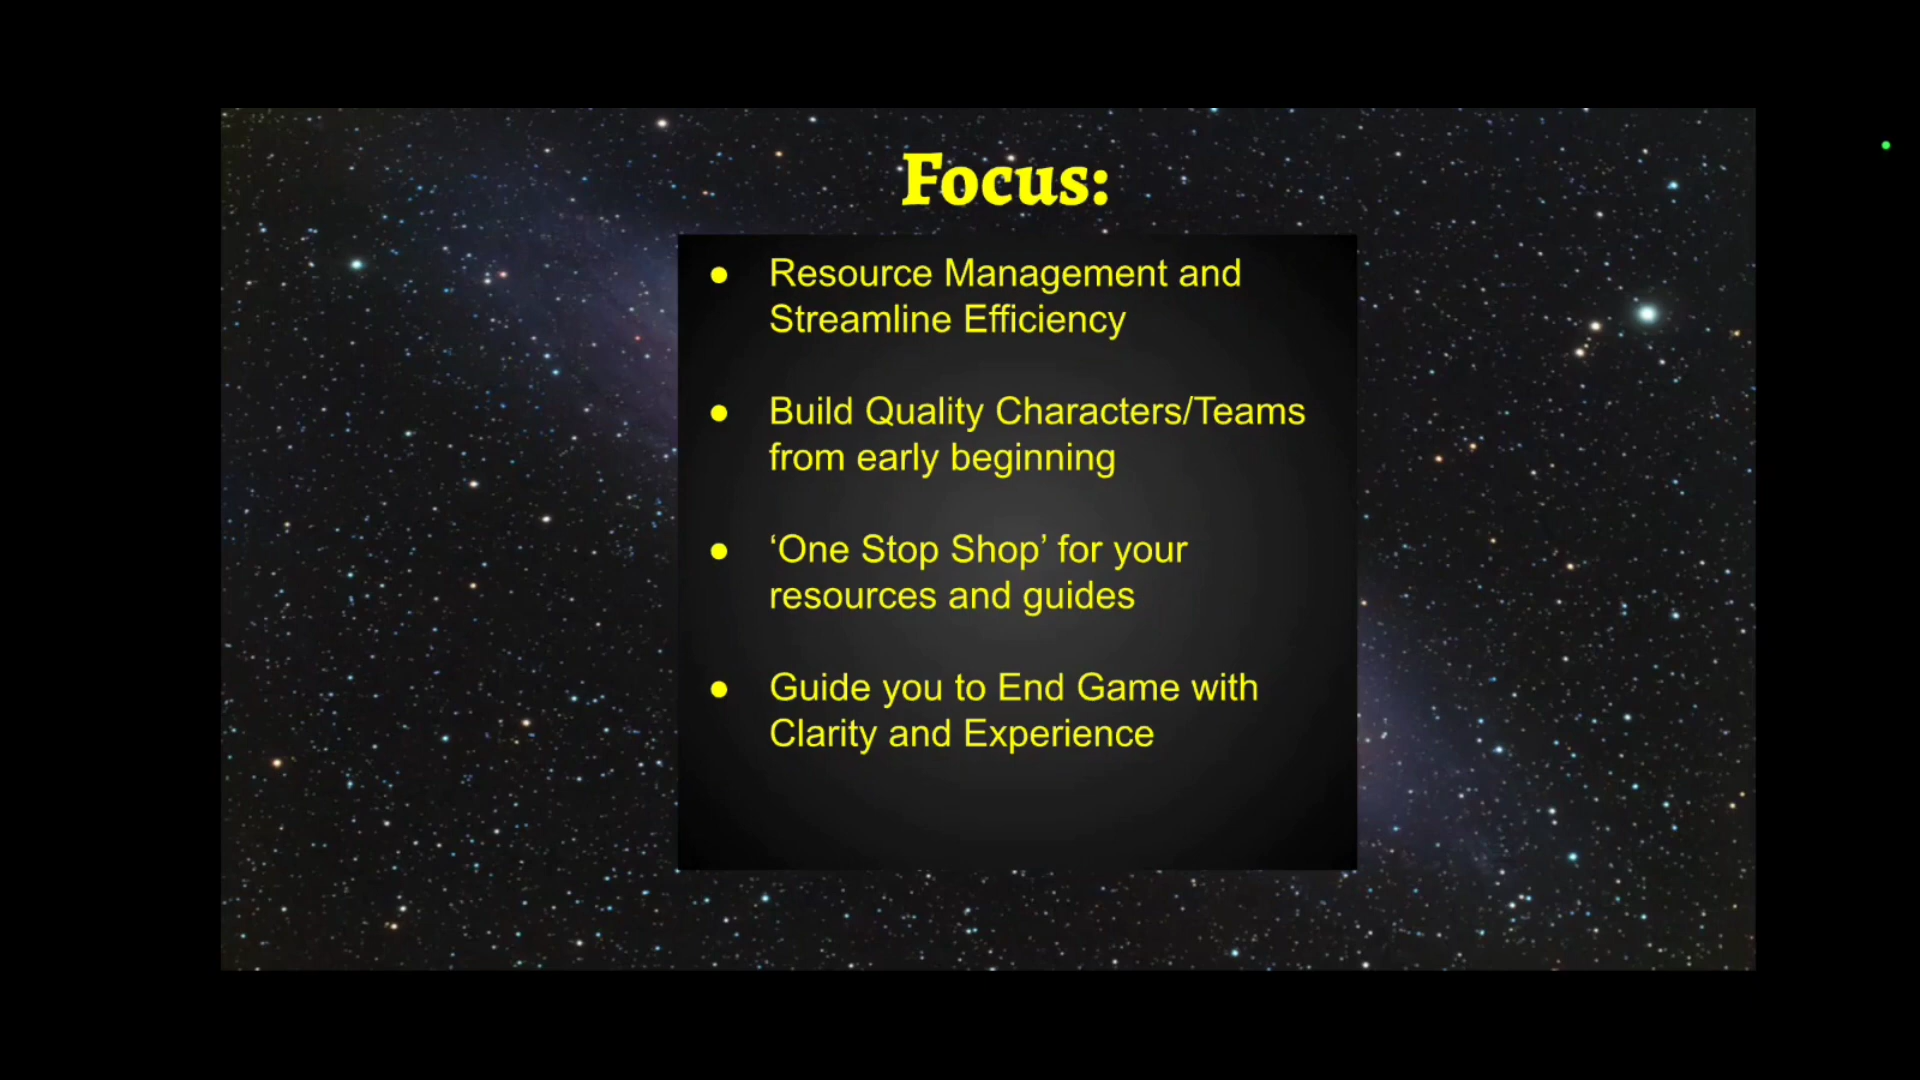 Focus:
● Resource Management and
Streamline Efficiency
● Build Quality Characters/Teams
from early beginning
● ‘One Stop Shop’ for your
resources and guides
● Guide you to End Game with
Clarity and Experience